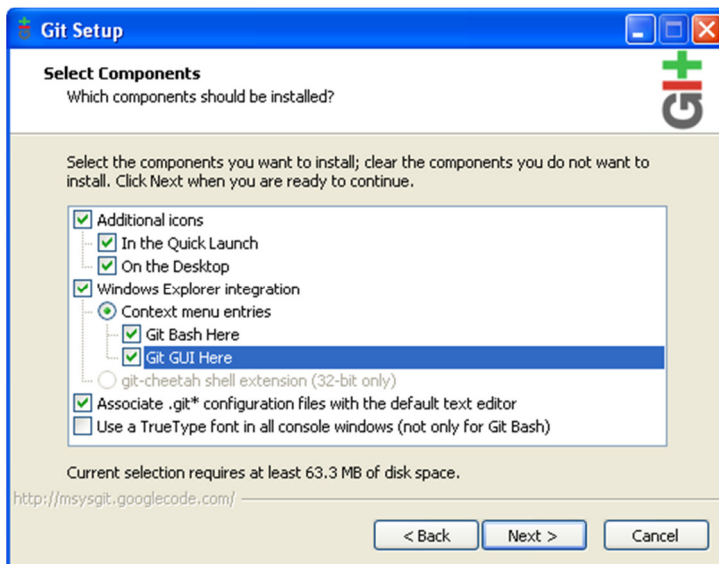 Git Setup
Select Components
Which components should be installed?
Git
Select the components you want to install; clear the components you do not want to
install. Click Next when you are ready to continue.
Additional icons
In the Quick Launch
On the Desktop
Windows Explorer integration
Context menu entries
Git Bash Here
Git GUI Here
git-cheetah shell extension (32-bit only)
Associate .git* configuration files with the default text editor
Use a TrueType font in all console windows (not only for Git Bash)
Current selection requires at least 63.3 MB of disk space.
http://msysgit.googlecode.com/
< Back
Next >
Cancel